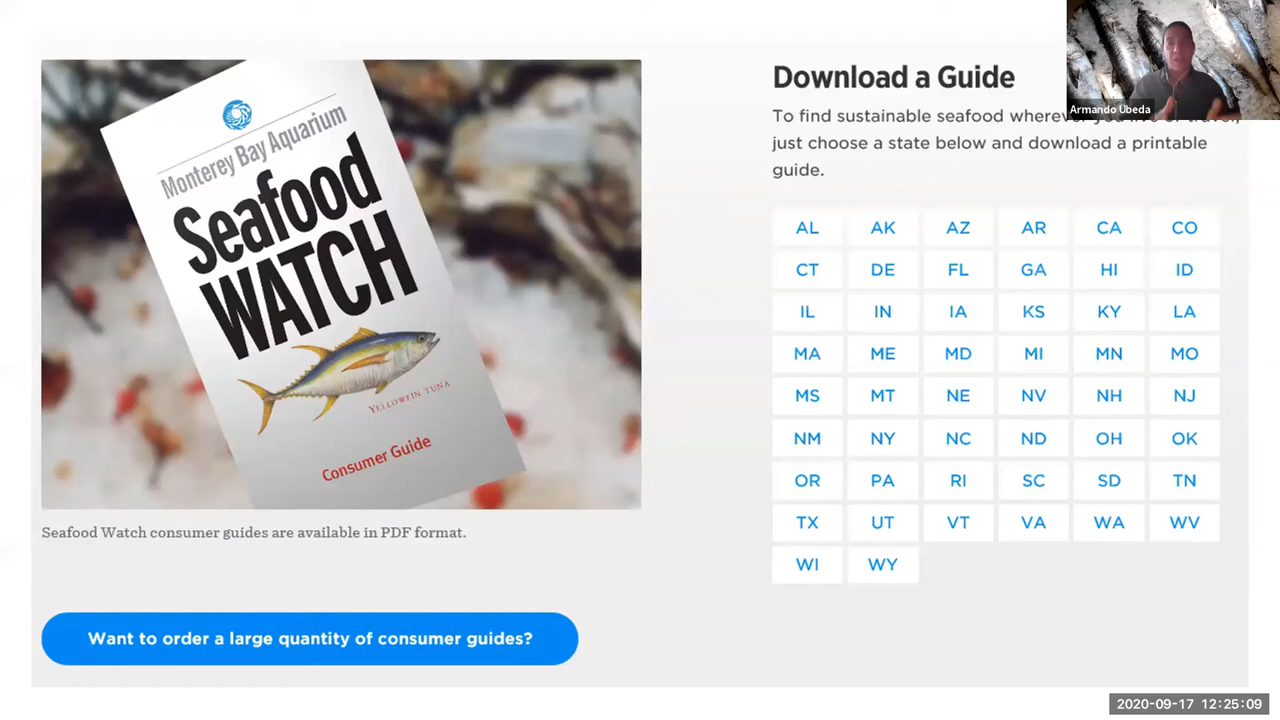 Monterey Bay Aquarium
Seafood
WATCH
YELLOWFIN TUNA
Consumer Guide
Seafood Watch consumer guides are available in PDF format.
Want to order a large quantity of consumer guides?
Download a Guide
To find sustainable seafood wherever you live or travel,
just choose a state below and download a printable
guide.
AL AK AZ AR CA CO
CT DE FL GA HI ID
IL IN IA KS KY LA
MA ME MD MI MN MO
MS MT NE NV NH NJ
NM NY NC ND OH OK
OR PA RI SC SD TN
TX UT VT VA WA WV
WI WY
Armando Ubeda
2020-09-17 12:25:09